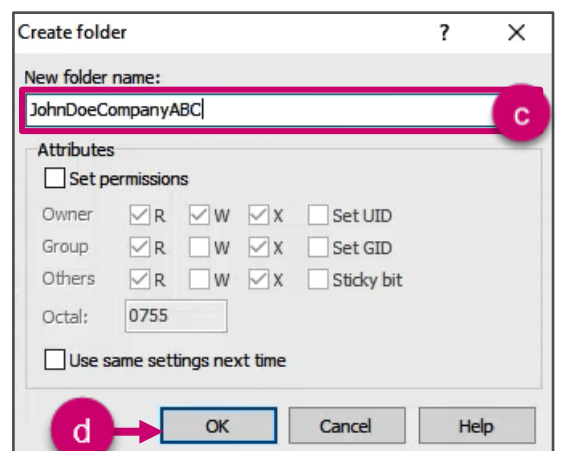 Create folder ? X
New folder name:
JohnDoeCompanyABC c
Attributes
Set permissions
Owner R W X Set UID
Group R W X Set GID
Others R W X Sticky bit
Octal: 0755
Use same settings next time
d OK Cancel Help